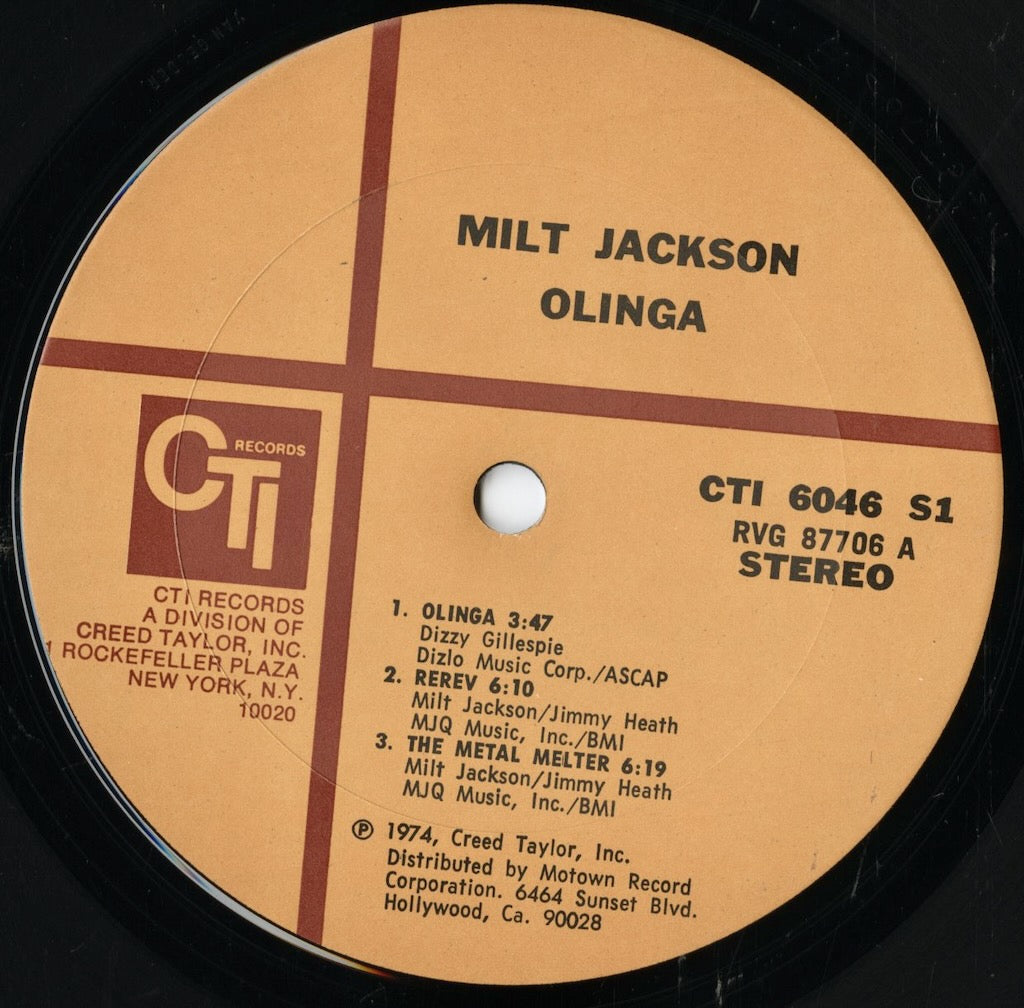 VAN GELDER
MILT JACKSON
OLINGA
CTI RECORDS
CTI RECORDS
A DIVISION OF
CREED TAYLOR, INC.
1 ROCKEFELLER PLAZA
NEW YORK, N.Y.
10020
CTI 6046 S1
RVG 87706 A
STEREO
1. OLINGA 3:47
Dizzy Gillespie
Dizlo Music Corp./ASCAP
2. REREV 6:10
Milt Jackson/Jimmy Heath
MJQ Music, Inc./BMI
3. THE METAL MELTER 6:19
Milt Jackson/Jimmy Heath
MJQ Music, Inc./BMI
℗ 1974, Creed Taylor, Inc.
Distributed by Motown Record
Corporation. 6464 Sunset Blvd.
Hollywood, Ca. 90028